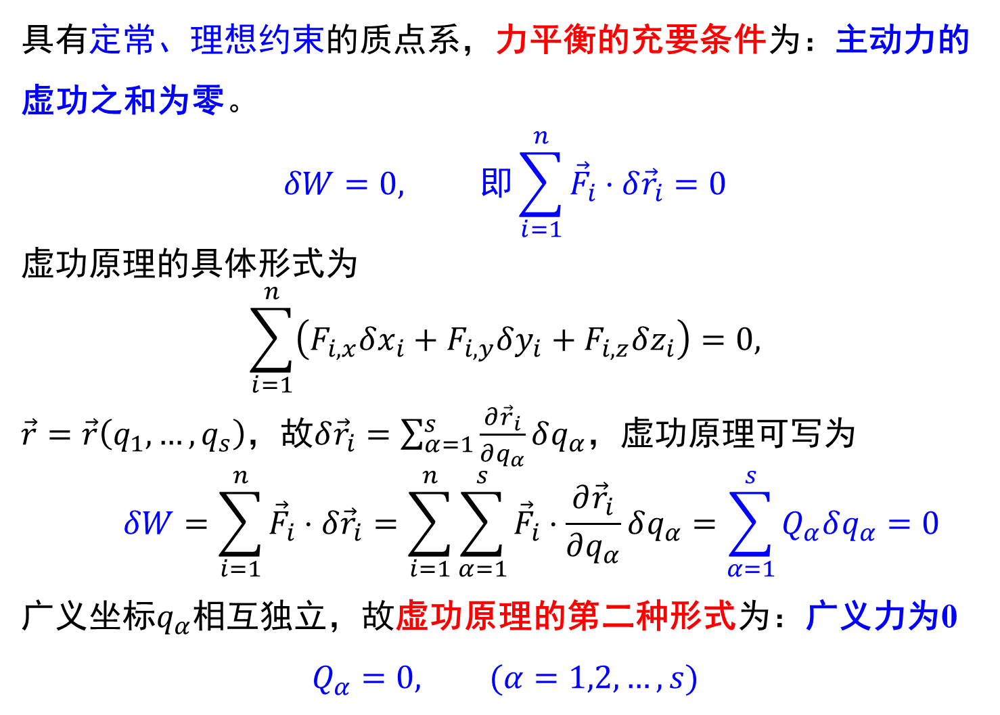 具有定常、理想约束的质点系，力平衡的充要条件为：主动力的
虚功之和为零。
$\delta W = 0, \qquad 即 \sum_{i=1}^{n} \vec{F}_i \cdot \delta \vec{r}_i = 0$
虚功原理的具体形式为
$\sum_{i=1}^{n} \left( F_{i,x} \delta x_i + F_{i,y} \delta y_i + F_{i,z} \delta z_i \right) = 0,$
$\vec{r} = \vec{r}(q_1, \ldots, q_s)$，故$\delta \vec{r}_i = \sum_{\alpha=1}^{s} \frac{\partial \vec{r}_i}{\partial q_\alpha} \delta q_\alpha$，虚功原理可写为
$\delta W = \sum_{i=1}^{n} \vec{F}_i \cdot \delta \vec{r}_i = \sum_{i=1}^{n} \sum_{\alpha=1}^{s} \vec{F}_i \cdot \frac{\partial \vec{r}_i}{\partial q_\alpha} \delta q_\alpha = \sum_{\alpha=1}^{s} Q_\alpha \delta q_\alpha = 0$
广义坐标$q_\alpha$相互独立，故虚功原理的第二种形式为：广义力为0
$Q_\alpha = 0, \qquad (\alpha = 1,2, \ldots, s)$